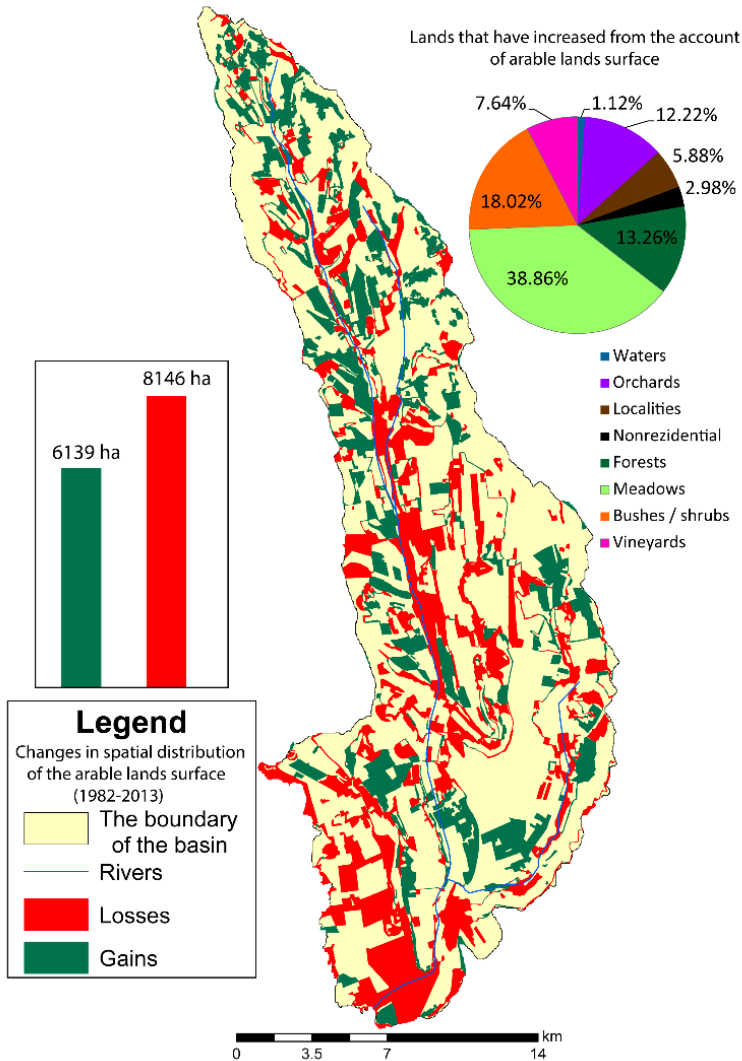 Lands that have increased from the account
of arable lands surface
7.64%
1.12%
12.22%
5.88%
2.98%
18.02%
13.26%
38.86%
Waters
Orchards
Localities
Nonrezidential
Forests
Meadows
Bushes / shrubs
Vineyards
8146 ha
6139 ha
Legend
Changes in spatial distribution
of the arable lands surface
(1982-2013)
The boundary
of the basin
Rivers
Losses
Gains
km
0 3.5 7 14